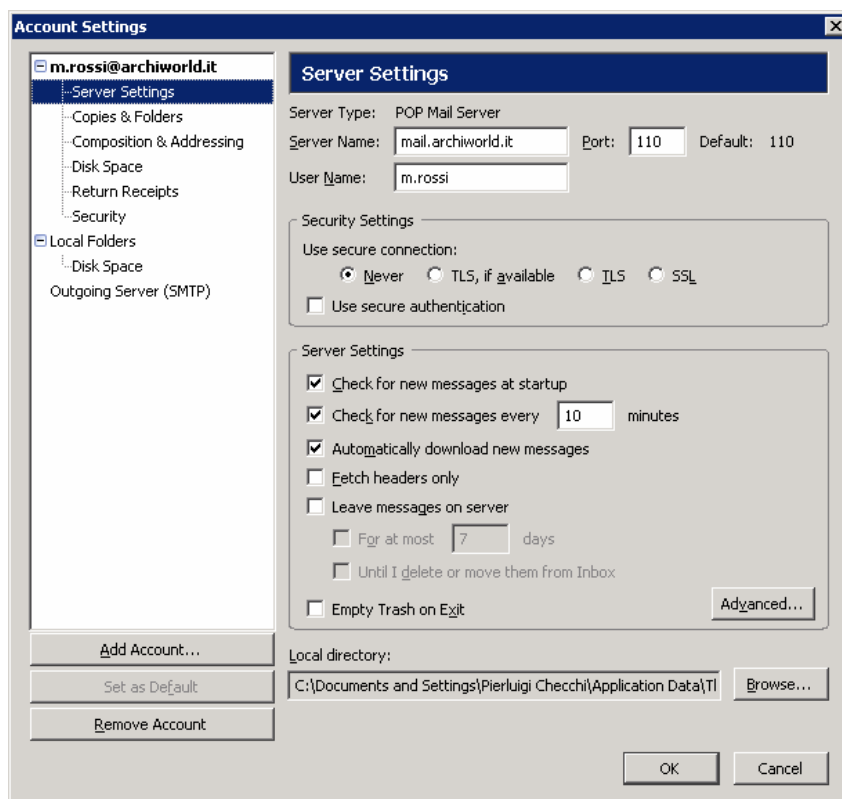 Account Settings
m.rossi@archiworld.it
Server Settings
Copies & Folders
Composition & Addressing
Disk Space
Return Receipts
Security
Local Folders
Disk Space
Outgoing Server (SMTP)
Add Account...
Set as Default
Remove Account
Server Settings
Server Type: POP Mail Server
Server Name: mail.archiworld.it Port: 110 Default: 110
User Name: m.rossi
Security Settings
Use secure connection:
Never TLS, if available TLS SSL
Use secure authentication
Server Settings
Check for new messages at startup
Check for new messages every 10 minutes
Automatically download new messages
Fetch headers only
Leave messages on server
For at most 7 days
Until I delete or move them from Inbox
Empty Trash on Exit Advanced...
Local directory:
C:\Documents and Settings\Pierluigi Checchi\Application Data\Tl Browse...
OK Cancel